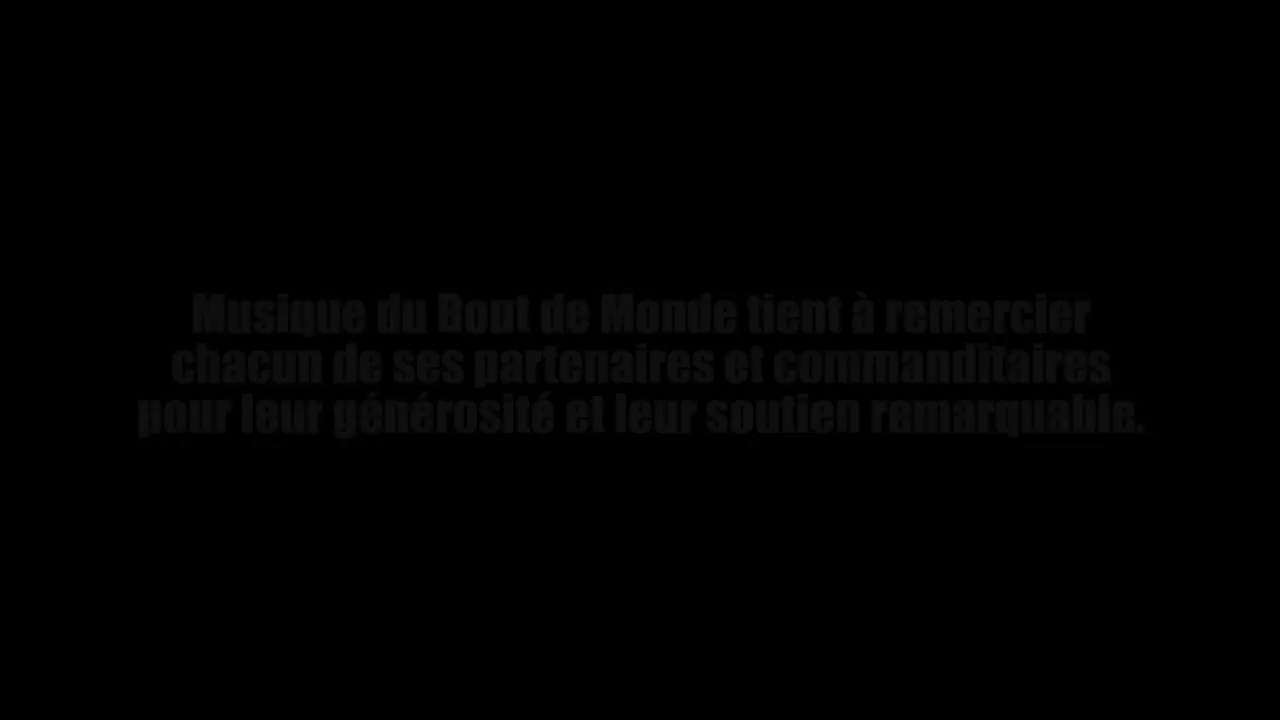 Musique du Bout de Monde tient à remercier
chacun de ses partenaires et commanditaires
pour leur générosité et leur soutien remarquable.